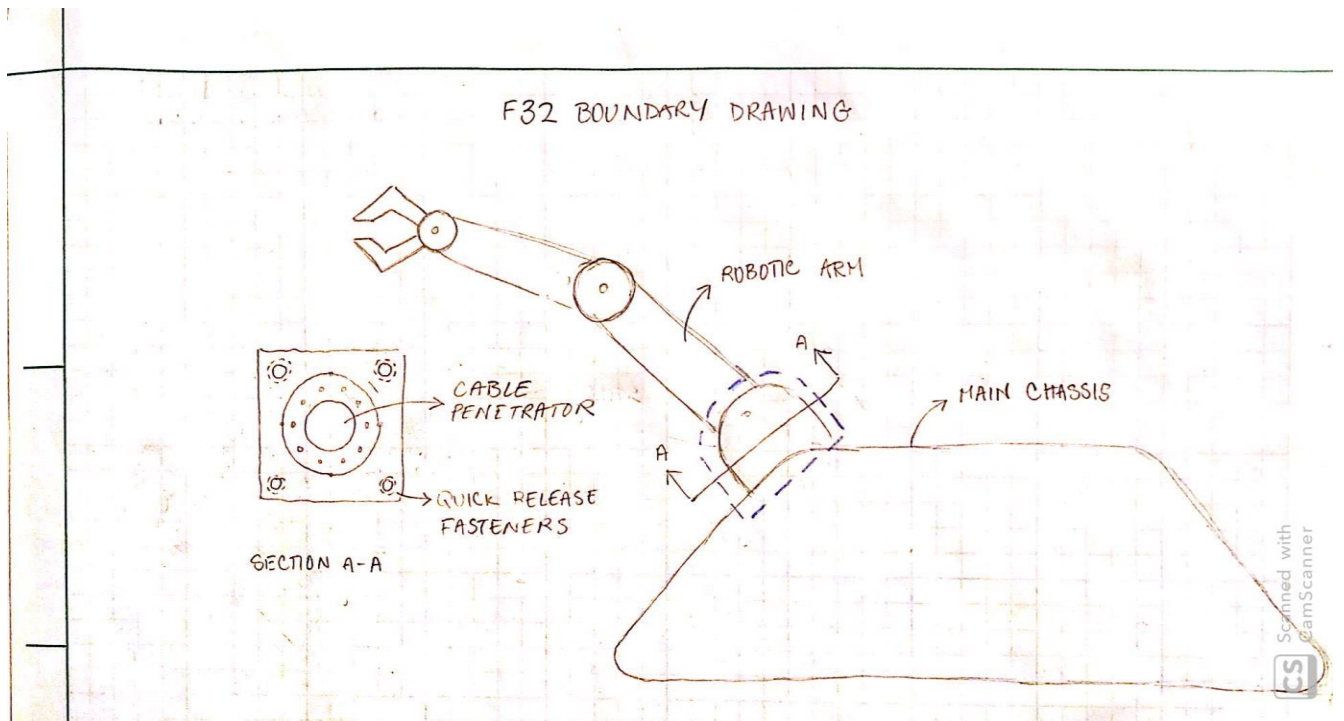 F32 BOUNDARY DRAWING
ROBOTIC ARM
A
MAIN CHASSIS
CABLE
PENETRATOR
A
QUICK RELEASE
FASTENERS
SECTION A-A
CS
Scanned with
CamScanner